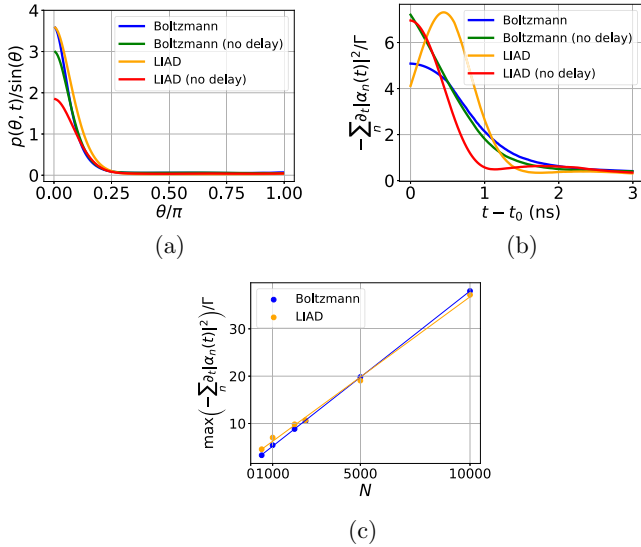 p(θ, t)/sin(θ)
4
3
2
1
0
0.00 0.25 0.50 0.75 1.00
θ/π
Boltzmann
Boltzmann (no delay)
LIAD
LIAD (no delay)
(a)
−∑ₙ∂ₜ|αₙ(t)|²/Γ
6
4
2
0
0 1 2 3
t − t₀ (ns)
Boltzmann
Boltzmann (no delay)
LIAD
LIAD (no delay)
(b)
max(−∑ₙ∂ₜ|αₙ(t)|²)/Γ
30
20
10
01000 5000 10000
N
Boltzmann
LIAD
(c)